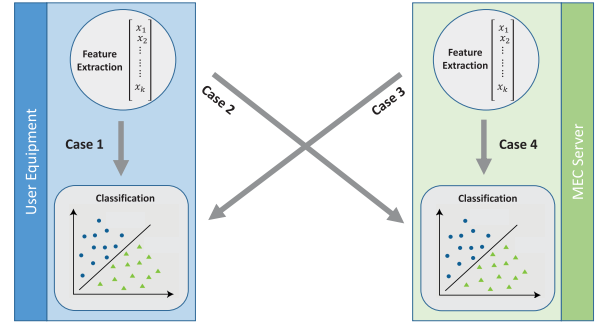 User Equipment
Feature
Extraction
x₁
x₂
⋮
⋮
⋮
xₖ
Case 1
Classification
Case 2
Case 3
Feature
Extraction
x₁
x₂
⋮
⋮
⋮
xₖ
Case 4
Classification
MEC Server